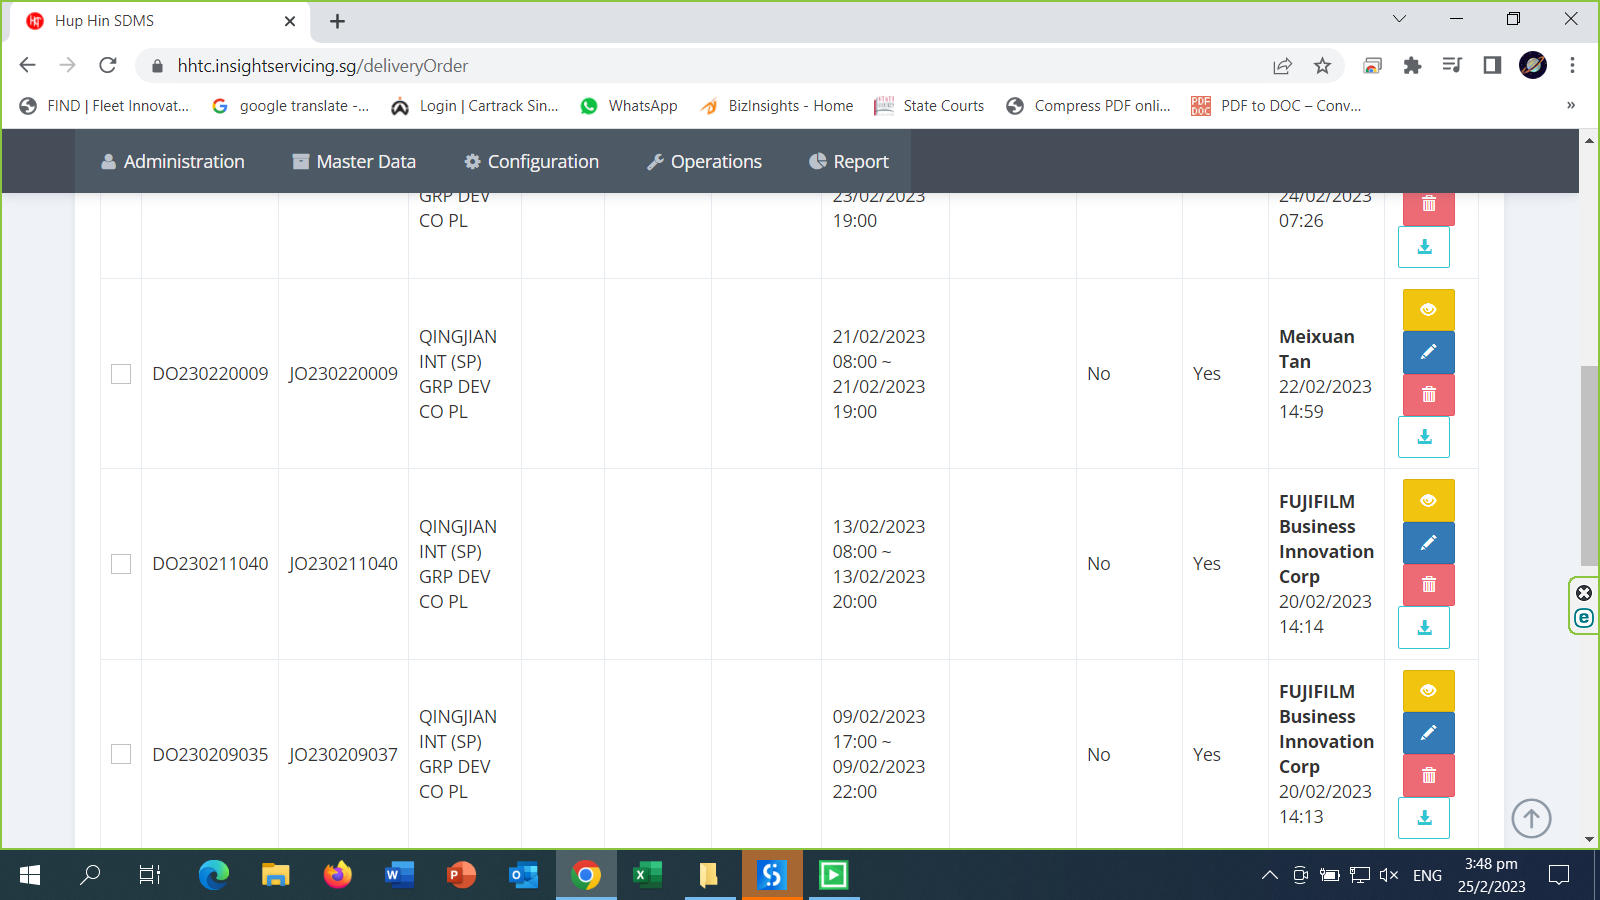 Hup Hin SDMS
hhtc.insightservicing.sg/deliveryOrder
FIND | Fleet Innovat...
google translate -...
Login | Cartrack Sin...
WhatsApp
BizInsights - Home
State Courts
Compress PDF onli...
PDF to DOC – Conv...
»
Administration
Master Data
Configuration
Operations
Report
GRP DEV
CO PL
23/02/2023
19:00
24/02/2023
07:26
DO230220009
JO230220009
QINGJIAN
INT (SP)
GRP DEV
CO PL
21/02/2023
08:00 ~
21/02/2023
19:00
No
Yes
Meixuan
Tan
22/02/2023
14:59
DO230211040
JO230211040
QINGJIAN
INT (SP)
GRP DEV
CO PL
13/02/2023
08:00 ~
13/02/2023
20:00
No
Yes
FUJIFILM
Business
Innovation
Corp
20/02/2023
14:14
DO230209035
JO230209037
QINGJIAN
INT (SP)
GRP DEV
CO PL
09/02/2023
17:00 ~
09/02/2023
22:00
No
Yes
FUJIFILM
Business
Innovation
Corp
20/02/2023
14:13
ENG
3:48 pm
25/2/2023